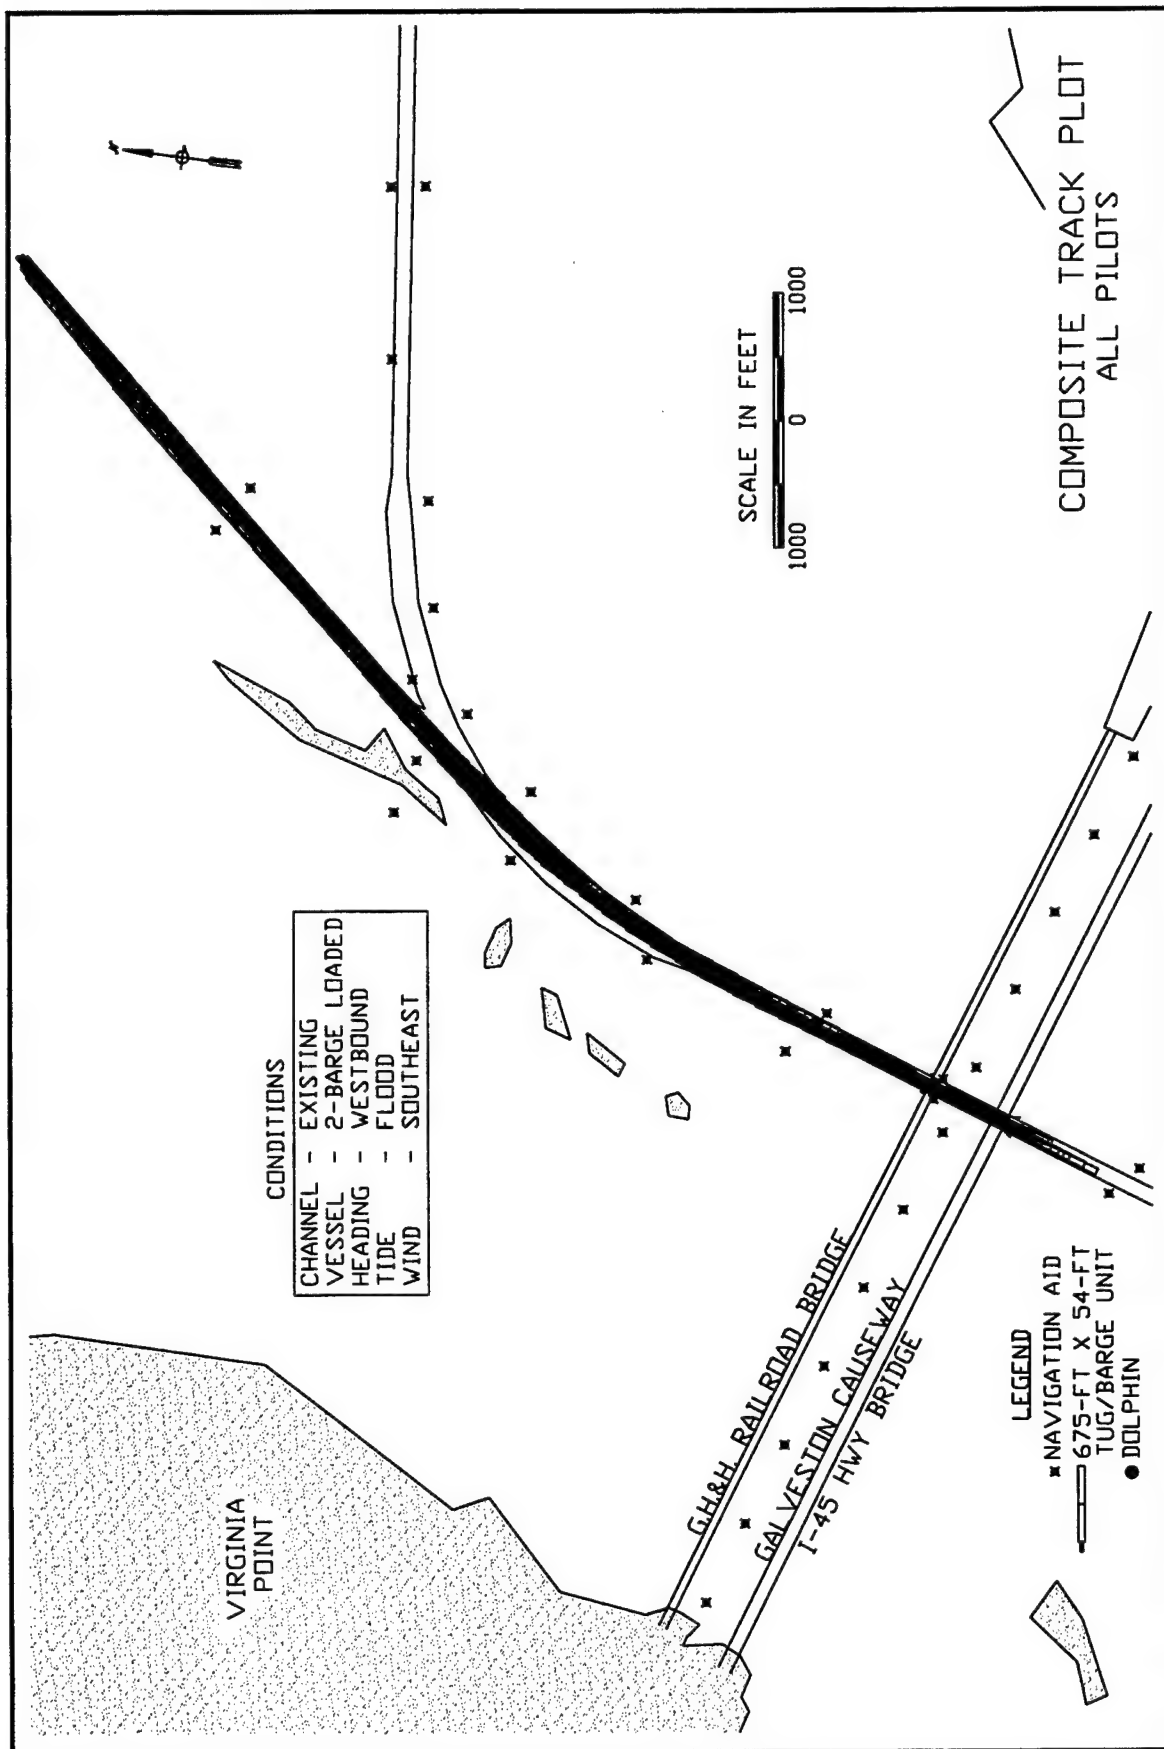 VIRGINIA
POINT
CONDITIONS
CHANNEL - EXISTING
VESSEL - 2-BARGE LOADED
HEADING - WESTBOUND
TIDE - FLOOD
WIND - SOUTHEAST
N
G.H.&H. RAILROAD BRIDGE
GALVESTON CAUSEWAY
I-45 HWY BRIDGE
SCALE IN FEET
1000 0 1000
LEGEND
NAVIGATION AID
675-FT X 54-FT
TUG/BARGE UNIT
DOLPHIN
COMPOSITE TRACK PLOT
ALL PILOTS